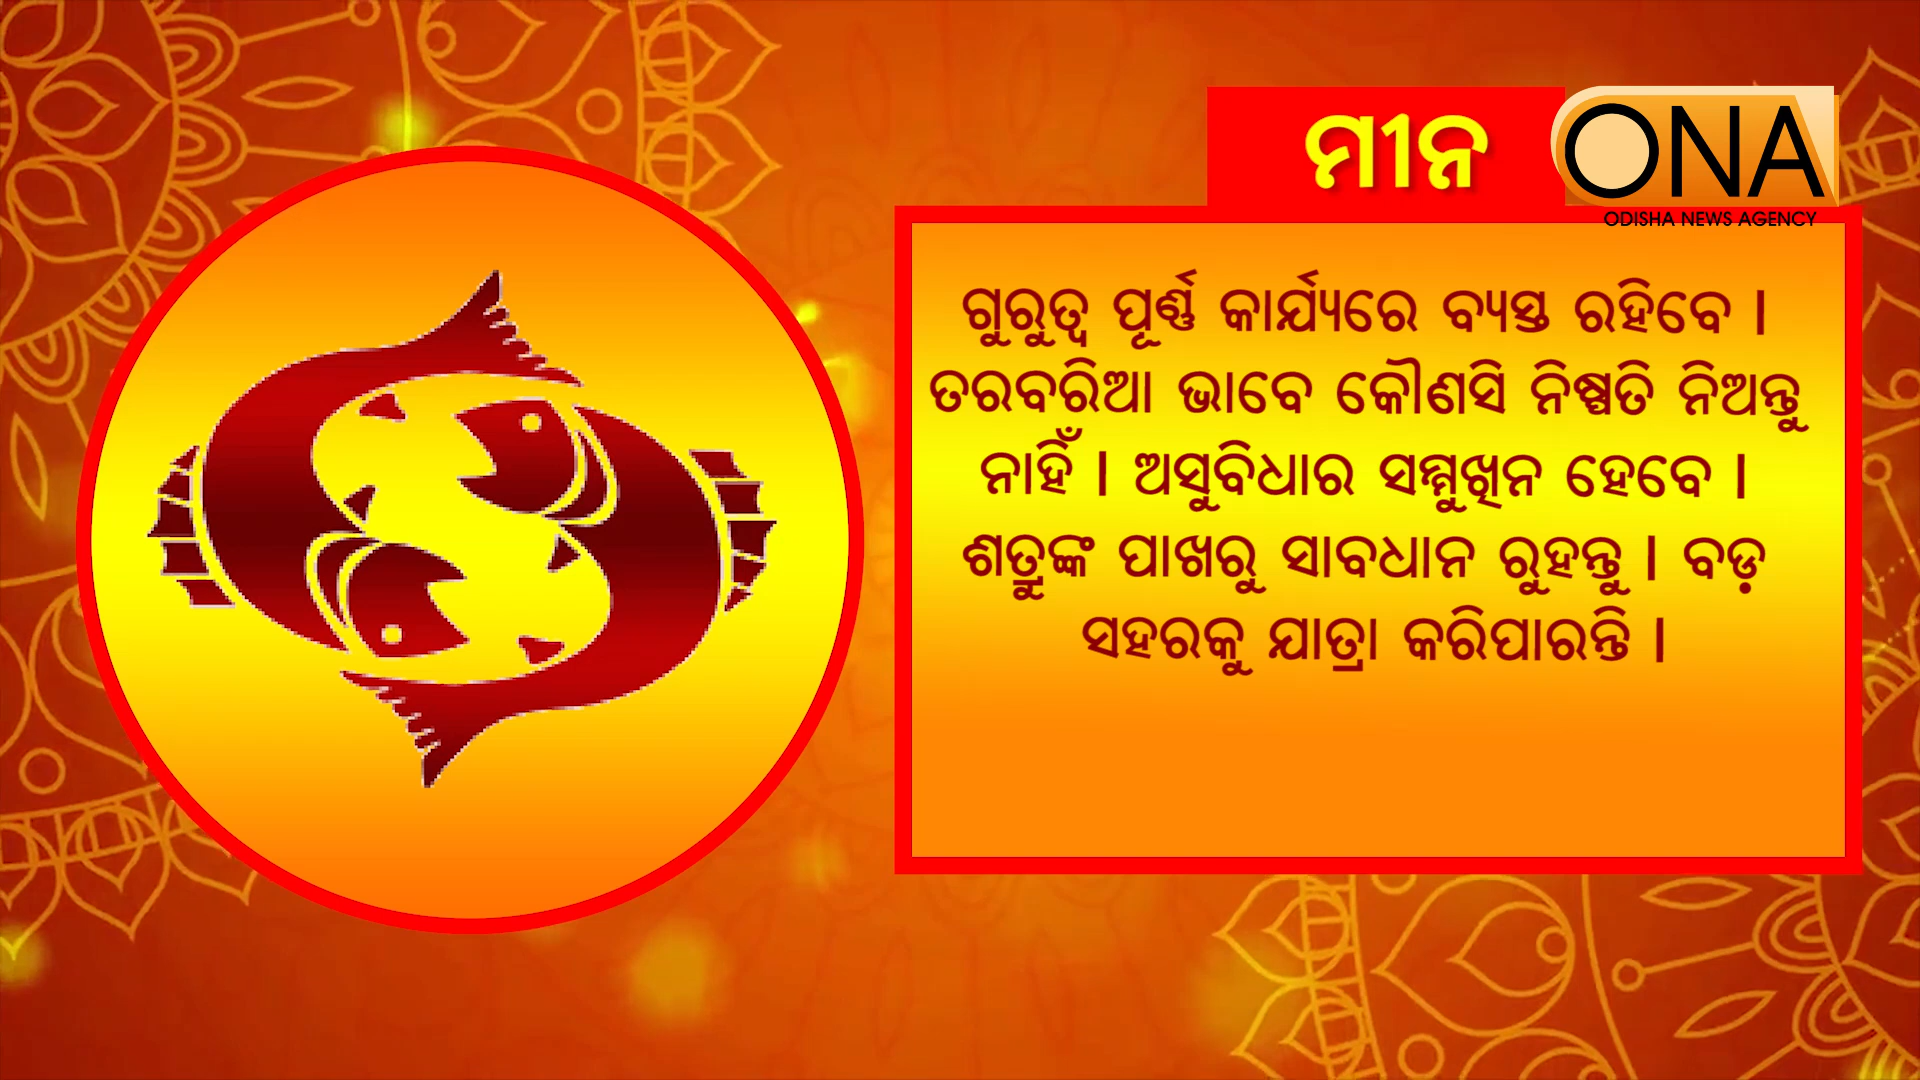 ମୀନ
ONA
ODISHA NEWS AGENCY
ଗୁରୁତ୍ୱ ପୂର୍ଣ୍ଣ କାର୍ଯ୍ୟରେ ବ୍ୟସ୍ତ ରହିବେ ।
ତରବରିଆ ଭାବେ କୌଣସି ନିଷ୍ପତି ନିଅନ୍ତୁ
ନାହିଁ । ଅସୁବିଧାର ସମ୍ମୁଖିନ ହେବେ ।
ଶତ୍ରୁଙ୍କ ପାଖରୁ ସାବଧାନ ରୁହନ୍ତୁ । ବଡ଼
ସହରକୁ ଯାତ୍ରା କରିପାରନ୍ତି ।